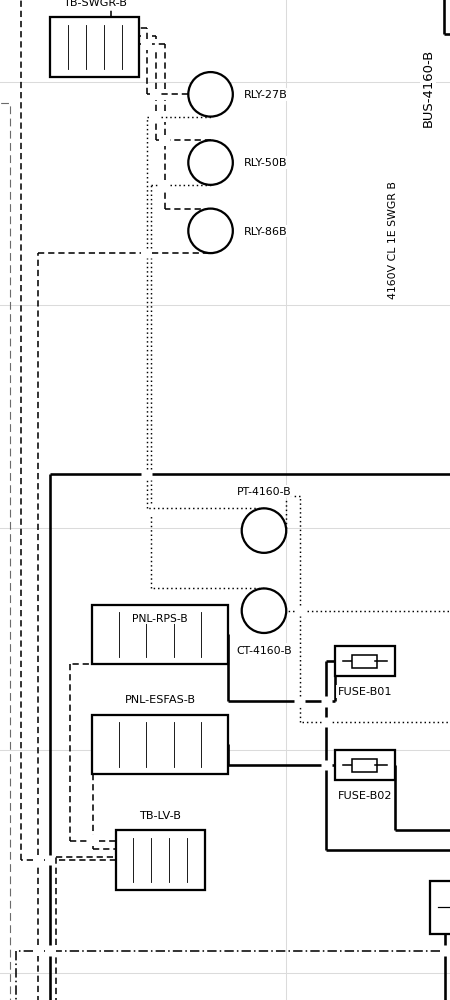 TB-SWGR-B
RLY-27B
BUS-4160-B
RLY-50B
RLY-86B
4160V CL 1E SWGR B
PT-4160-B
PNL-RPS-B
CT-4160-B
FUSE-B01
PNL-ESFAS-B
FUSE-B02
TB-LV-B